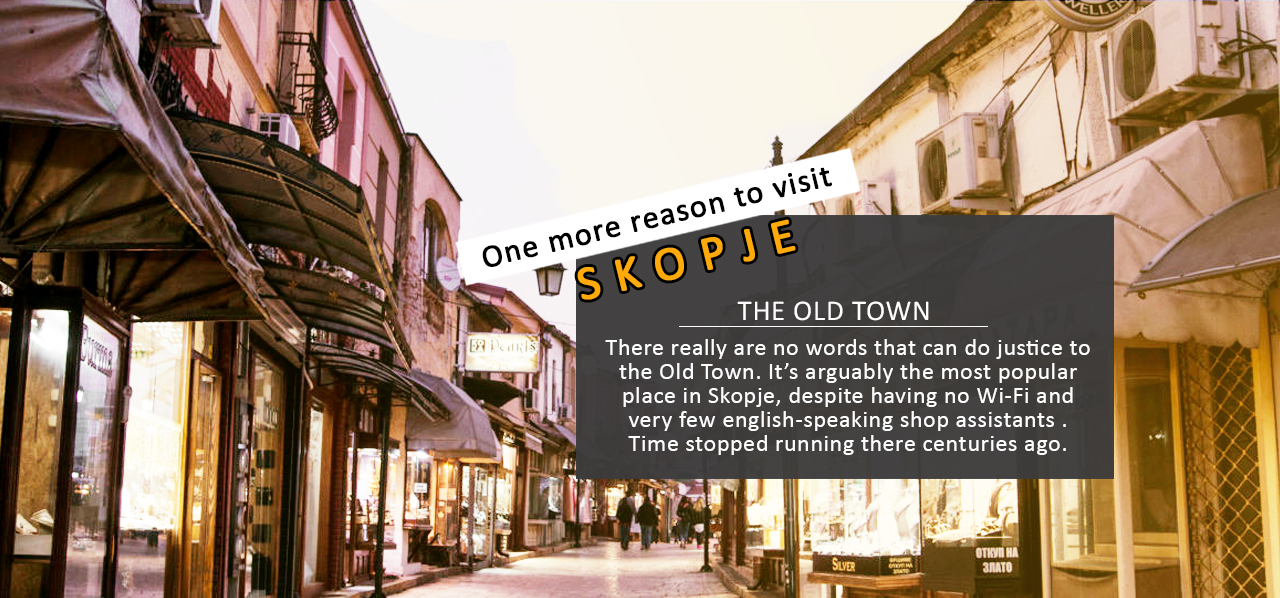 WELLER
One more reason to visit
SKOPJE
THE OLD TOWN
There really are no words that can do justice to
the Old Town. It’s arguably the most popular
place in Skopje, despite having no Wi-Fi and
very few english-speaking shop assistants .
Time stopped running there centuries ago.
Pearls
SILVER
ОТКУП НА
ЗЛАТО